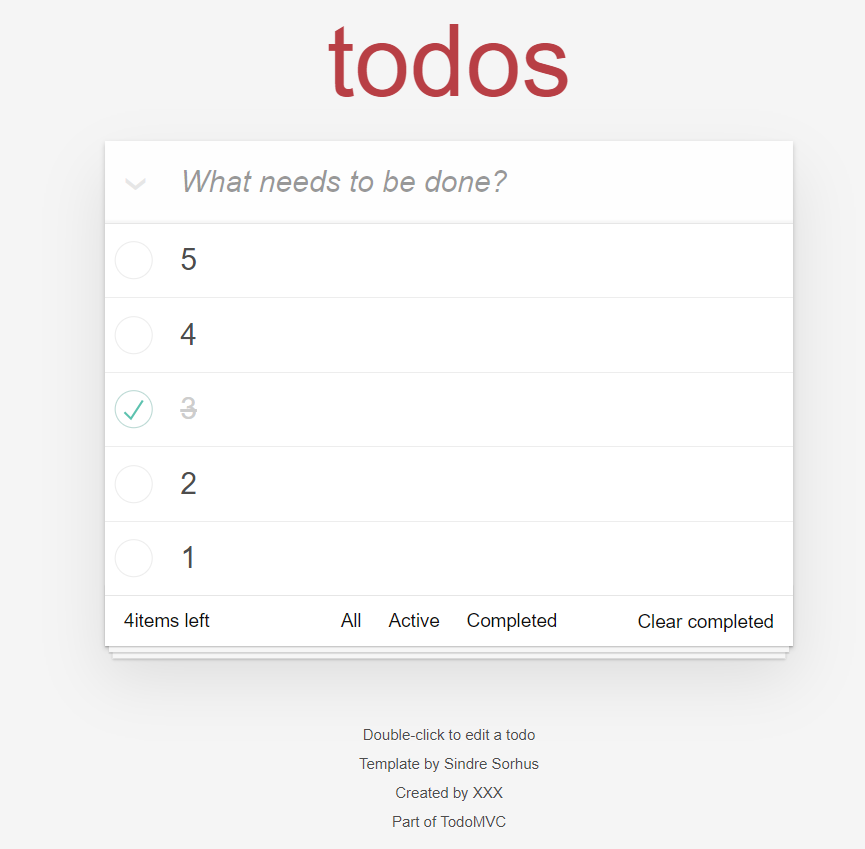 todos
What needs to be done?
5
4
3
2
1
4items left All Active Completed Clear completed
Double-click to edit a todo
Template by Sindre Sorhus
Created by XXX
Part of TodoMVC